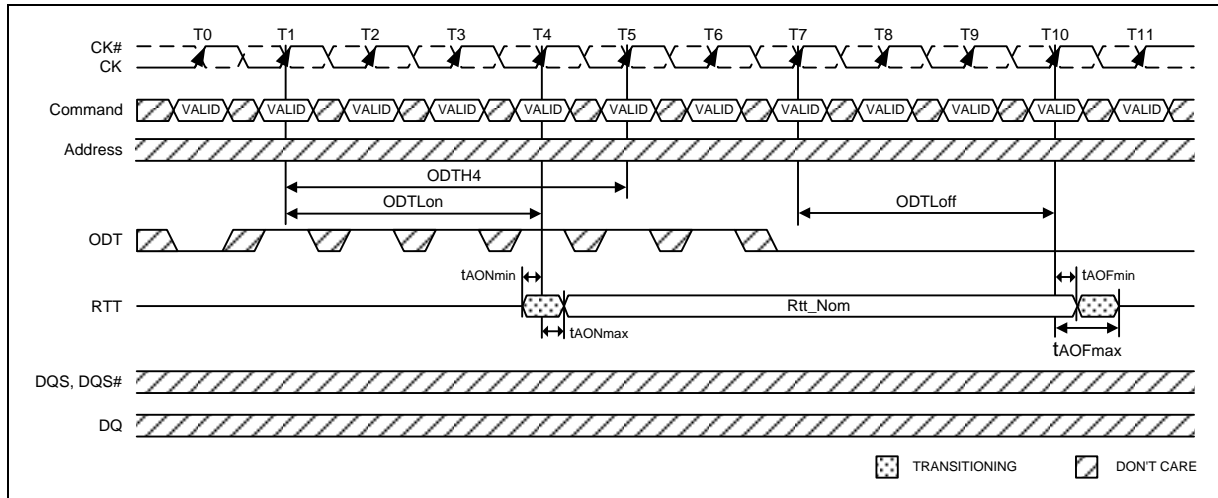 T0 T1 T2 T3 T4 T5 T6 T7 T8 T9 T10 T11
CK#
CK
Command VALID VALID VALID VALID VALID VALID VALID VALID VALID VALID VALID VALID
Address
ODTH4
ODTLon ODTLoff
ODT
tAONmin tAOFmin
RTT Rtt_Nom
tAONmax
tAOFmax
DQS, DQS#
DQ
TRANSITIONING DON'T CARE